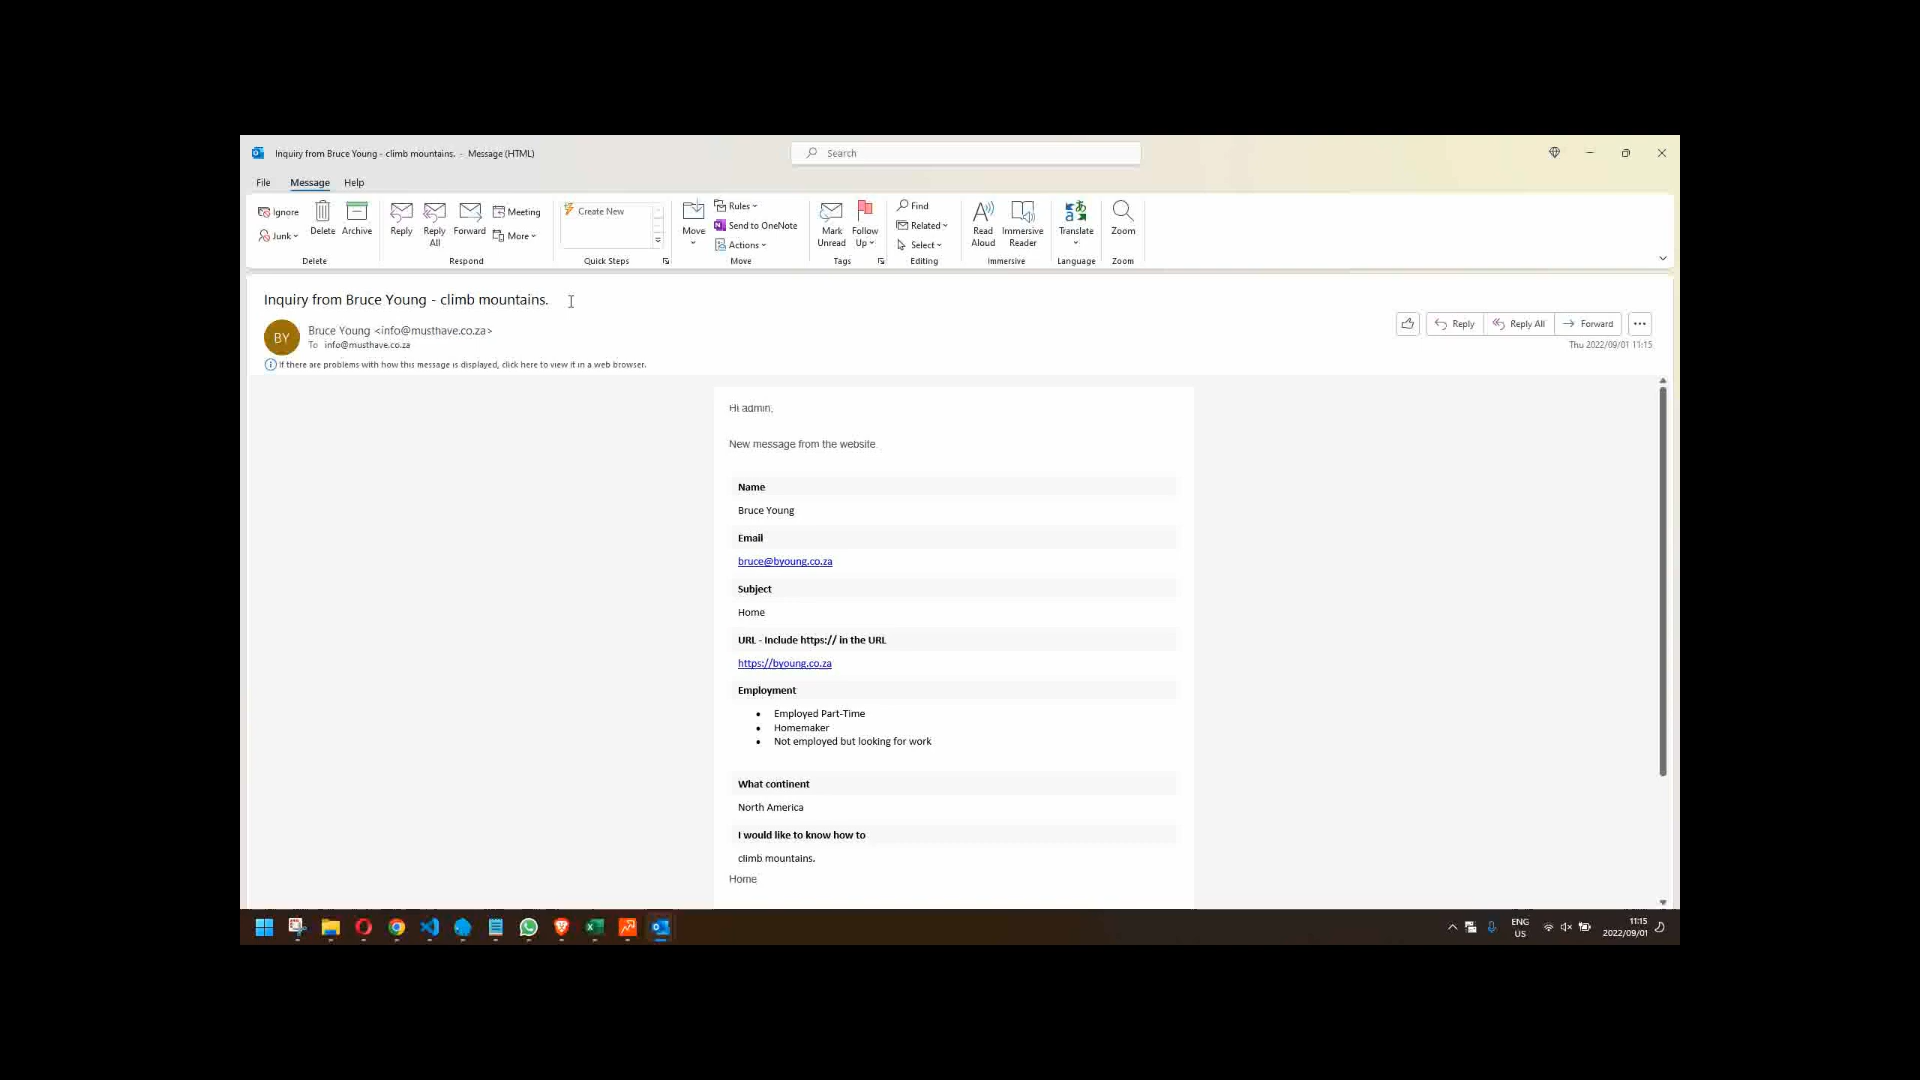 Inquiry from Bruce Young - climb mountains. - Message (HTML)
Search
File Message Help
Ignore
Junk
Delete
Archive
Delete
Reply
Reply All
Forward
Meeting
More
Respond
Create New
Quick Steps
Move
Rules
Send to OneNote
Actions
Move
Mark Unread
Follow Up
Tags
Find
Related
Select
Editing
Read Aloud
Immersive Reader
Immersive
Translate
Language
Zoom
Zoom
Inquiry from Bruce Young - climb mountains.
BY
Bruce Young <info@musthave.co.za>
To info@musthave.co.za
If there are problems with how this message is displayed, click here to view it in a web browser.
Reply
Reply All
Forward
Thu 2022/09/01 11:15
Hi admin,
New message from the website
Name
Bruce Young
Email
bruce@byoung.co.za
Subject
Home
URL - Include https:// in the URL
https://byoung.co.za
Employment
• Employed Part-Time
• Homemaker
• Not employed but looking for work
What continent
North America
I would like to know how to
climb mountains.
Home
ENG
US
11:15
2022/09/01